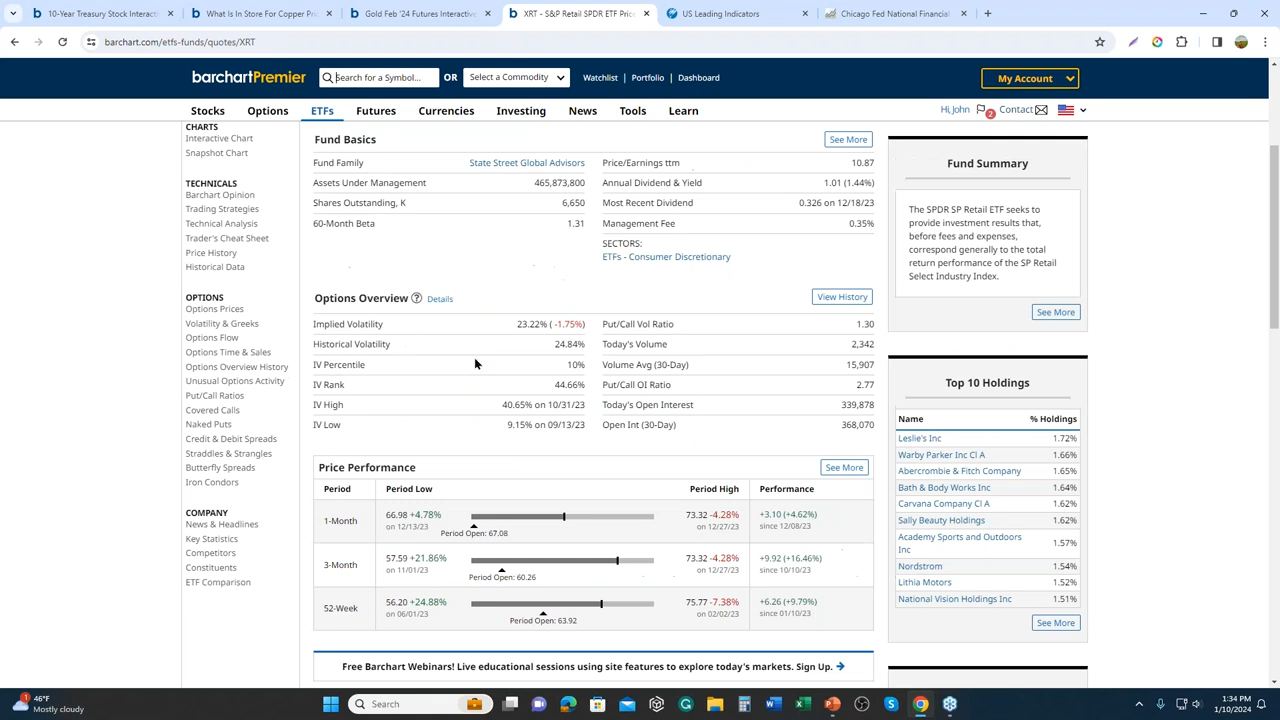 10-Year Treasury Stock Interacti
What Is In Store For Copper Pric
Gold Feb '24 Futures Interactive
XRT - S&P Retail SPDR ETF Pric
US Leading Indicators
Chicago Fed National Financial
barchart.com/etfs-funds/quotes/XRT
barchartPremier
Search for a Symbol...
OR
Select a Commodity
Watchlist
Portfolio
Dashboard
My Account
Stocks
Options
ETFs
Futures
Currencies
Investing
News
Tools
Learn
Hi, John
2
Contact
CHARTS
Interactive Chart
Snapshot Chart
TECHNICALS
Barchart Opinion
Trading Strategies
Technical Analysis
Trader's Cheat Sheet
Price History
Historical Data
OPTIONS
Options Prices
Volatility & Greeks
Options Flow
Options Time & Sales
Options Overview History
Unusual Options Activity
Put/Call Ratios
Covered Calls
Naked Puts
Credit & Debit Spreads
Straddles & Strangles
Butterfly Spreads
Iron Condors
COMPANY
News & Headlines
Key Statistics
Competitors
Constituents
ETF Comparison
Fund Basics
See More
Fund Family State Street Global Advisors
Assets Under Management 465,873,800
Shares Outstanding, K 6,650
60-Month Beta 1.31
Price/Earnings ttm 10.87
Annual Dividend & Yield 1.01 (1.44%)
Most Recent Dividend 0.326 on 12/18/23
Management Fee 0.35%
SECTORS:
ETFs - Consumer Discretionary
Options Overview ? Details
View History
Implied Volatility 23.22% ( -1.75%)
Historical Volatility 24.84%
IV Percentile 10%
IV Rank 44.66%
IV High 40.65% on 10/31/23
IV Low 9.15% on 09/13/23
Put/Call Vol Ratio 1.30
Today's Volume 2,342
Volume Avg (30-Day) 15,907
Put/Call OI Ratio 2.77
Today's Open Interest 339,878
Open Int (30-Day) 368,070
Price Performance
See More
Period Period Low Period High Performance
1-Month 66.98 +4.78% 73.32 -4.28% +3.10 (+4.62%)
on 12/13/23 on 12/27/23 since 12/08/23
Period Open: 67.08
3-Month 57.59 +21.86% 73.32 -4.28% +9.92 (+16.46%)
on 11/01/23 on 12/27/23 since 10/10/23
Period Open: 60.26
52-Week 56.20 +24.88% 75.77 -7.38% +6.26 (+9.79%)
on 06/01/23 on 02/02/23 since 01/10/23
Period Open: 63.92
Free Barchart Webinars! Live educational sessions using site features to explore today's markets. Sign Up.
Fund Summary
The SPDR SP Retail ETF seeks to
provide investment results that,
before fees and expenses,
correspond generally to the total
return performance of the SP Retail
Select Industry Index.
See More
Top 10 Holdings
Name % Holdings
Leslie's Inc 1.72%
Warby Parker Inc Cl A 1.66%
Abercrombie & Fitch Company 1.65%
Bath & Body Works Inc 1.64%
Carvana Company Cl A 1.62%
Sally Beauty Holdings 1.62%
Academy Sports and Outdoors 1.57%
Inc
Nordstrom 1.54%
Lithia Motors 1.52%
National Vision Holdings Inc 1.51%
See More
1
46°F
Mostly cloudy
Search
1:34 PM
1/10/2024